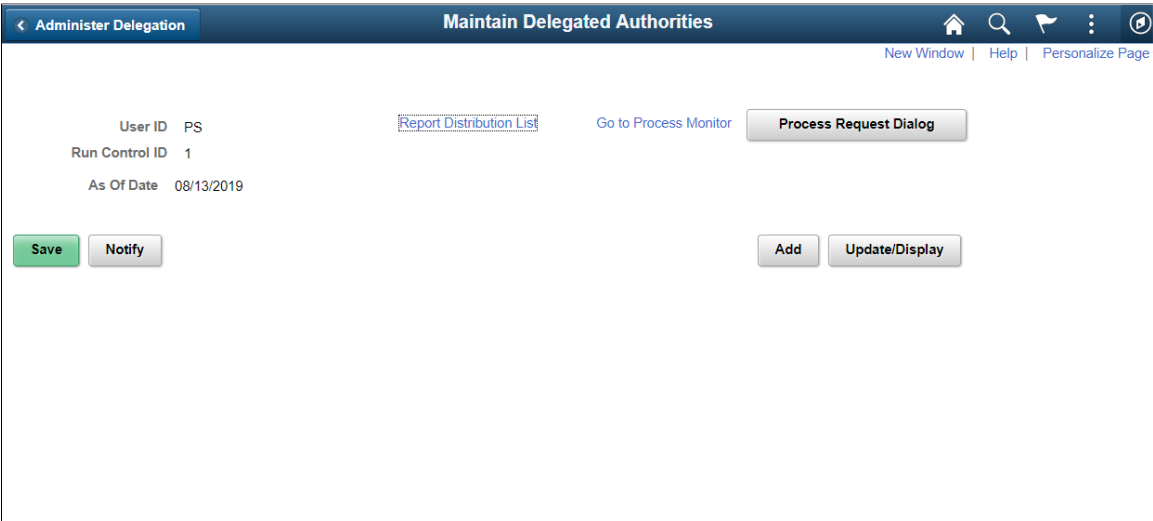 Administer Delegation
Maintain Delegated Authorities
New Window | Help | Personalize Page
User ID PS Report Distribution List Go to Process Monitor Process Request Dialog
Run Control ID 1
As Of Date 08/13/2019
Save Notify Add Update/Display